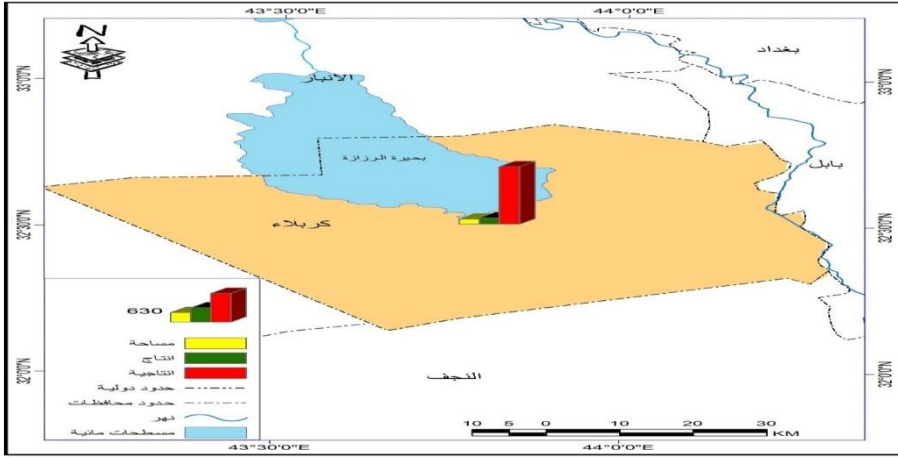 43°30'0"E
44°0'0"E
N
بغداد
الانبار
33°0'0"N
33°0'0"N
بحيرة الرزازة
بابل
كربلاء
32°30'0"N
32°30'0"N
630
مساحة
انتاج
انتاجية
حدود دولية
حدود محافظات
نهر
مسطحات مائية
النجف
32°0'0"N
32°0'0"N
10 5 0 10 20 30
KM
43°30'0"E
44°0'0"E